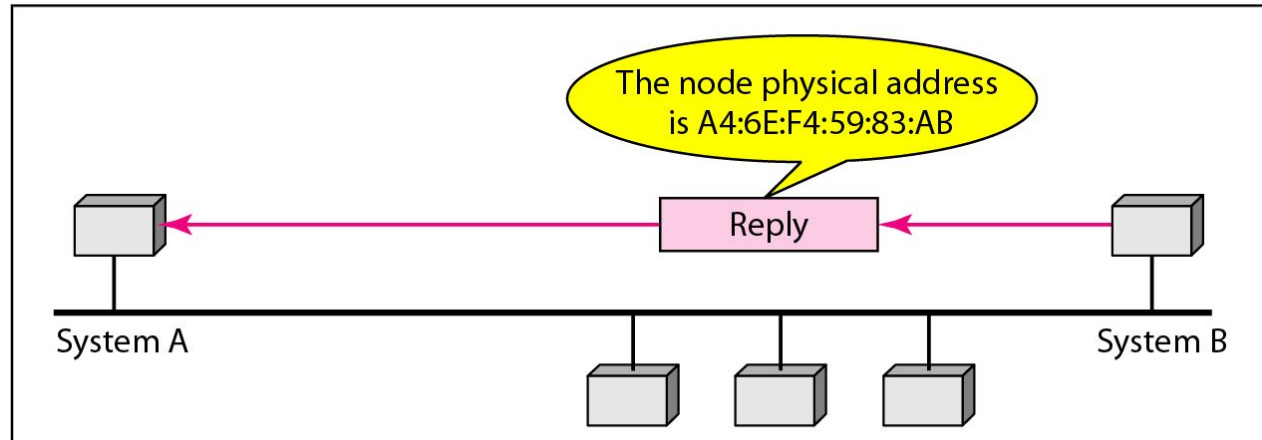 The node physical address
is A4:6E:F4:59:83:AB
Reply
System A
System B